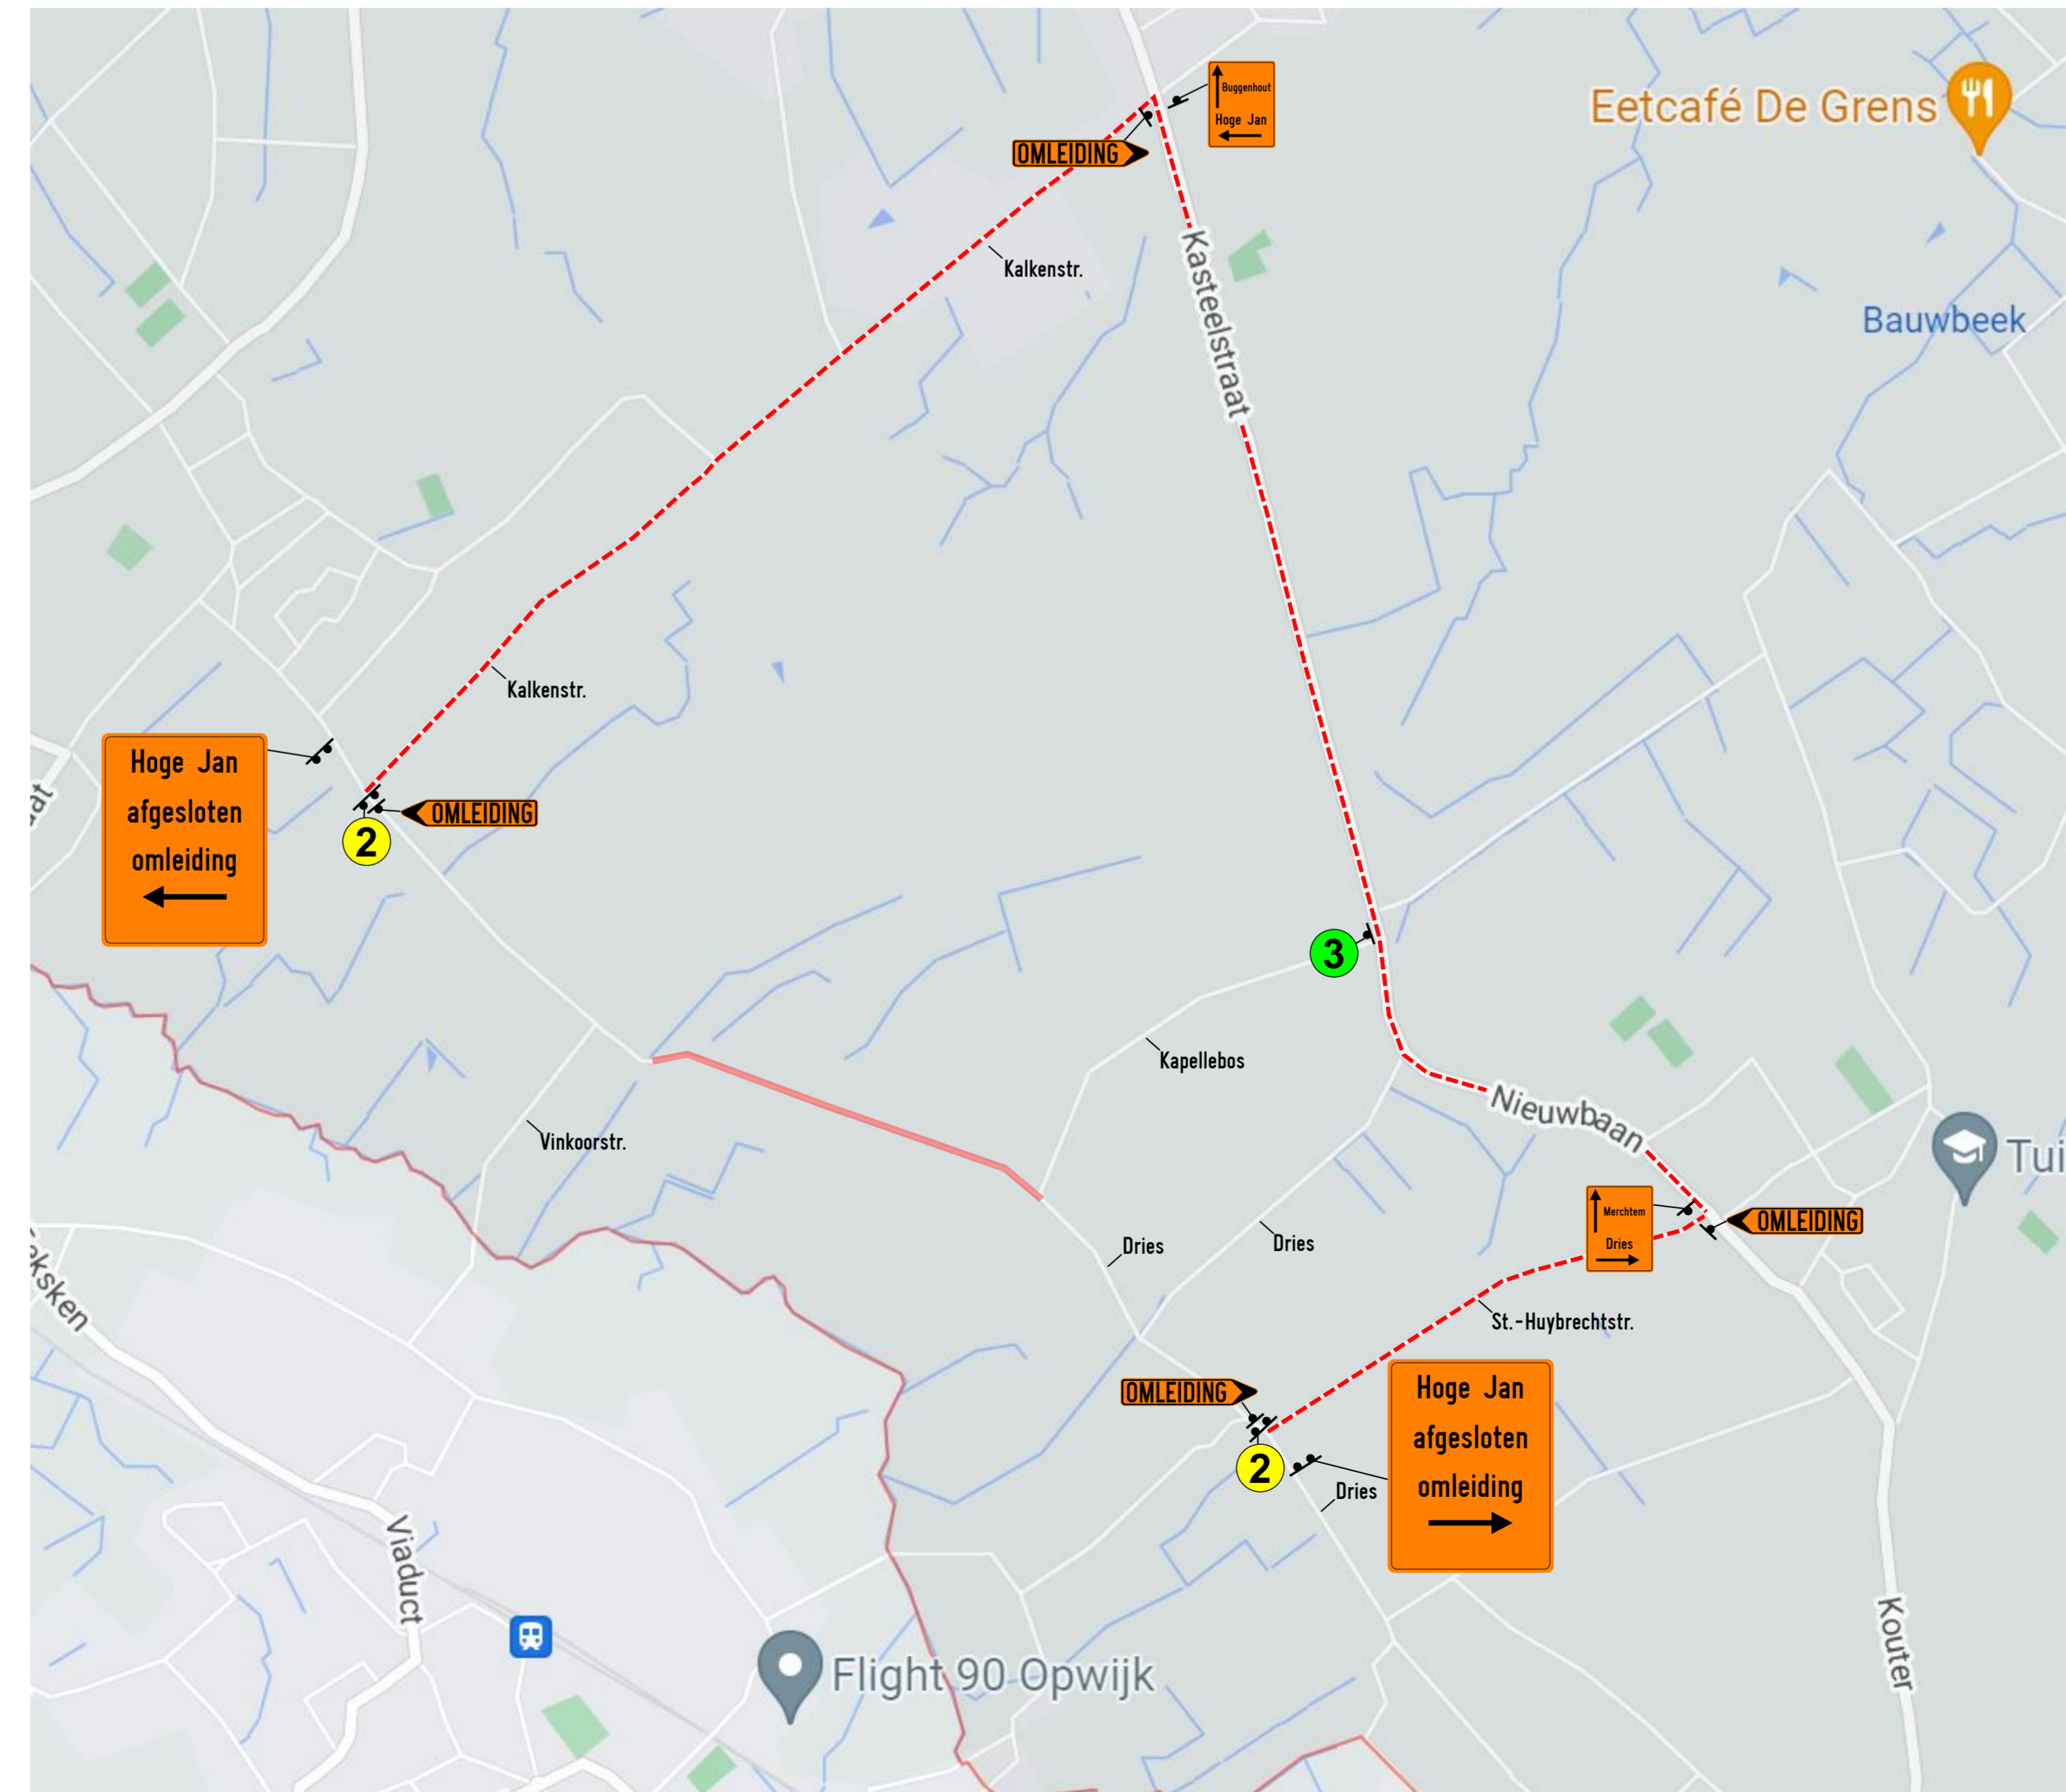 Buggenhout
Hoge Jan
Eetcafé De Grens
OMLEIDING
Kalkenstr.
Kasteelstraat
Bauwbeek
Kalkenstr.
Hoge Jan
afgesloten
omleiding
OMLEIDING
2
3
Kapellebos
Vinkoorstr.
Nieuwbaan
Tui
Merchtem
Dries
OMLEIDING
Dries
Dries
St.-Huybrechtstr.
OMLEIDING
Hoge Jan
afgesloten
omleiding
2
Dries
Viaduct
Kouter
Flight 90 Opwijk